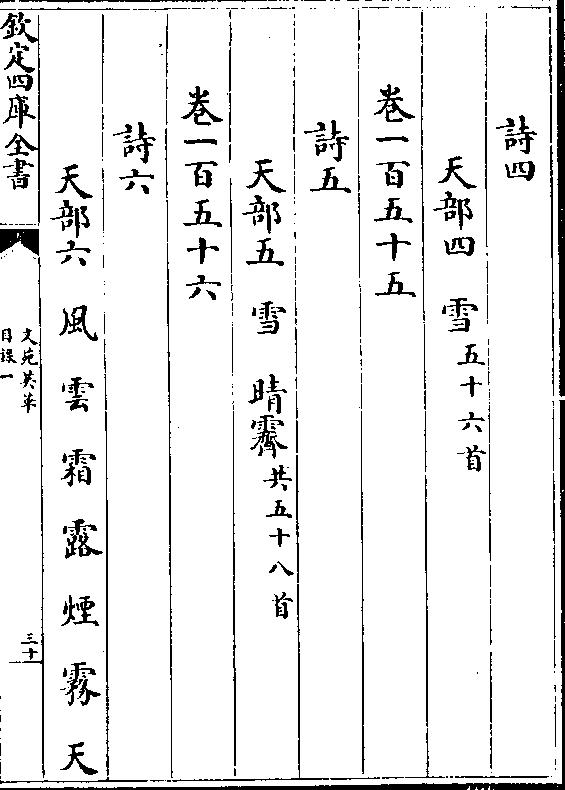 詩四
天部四　雪五十六首
卷一百五十五
詩五
天部五　雪　晴霽共五十八首
卷一百五十六
詩六
天部六　風　雲　霜　露　煙　霧　天
欽定四庫全書
文苑英華
目錄一
三十